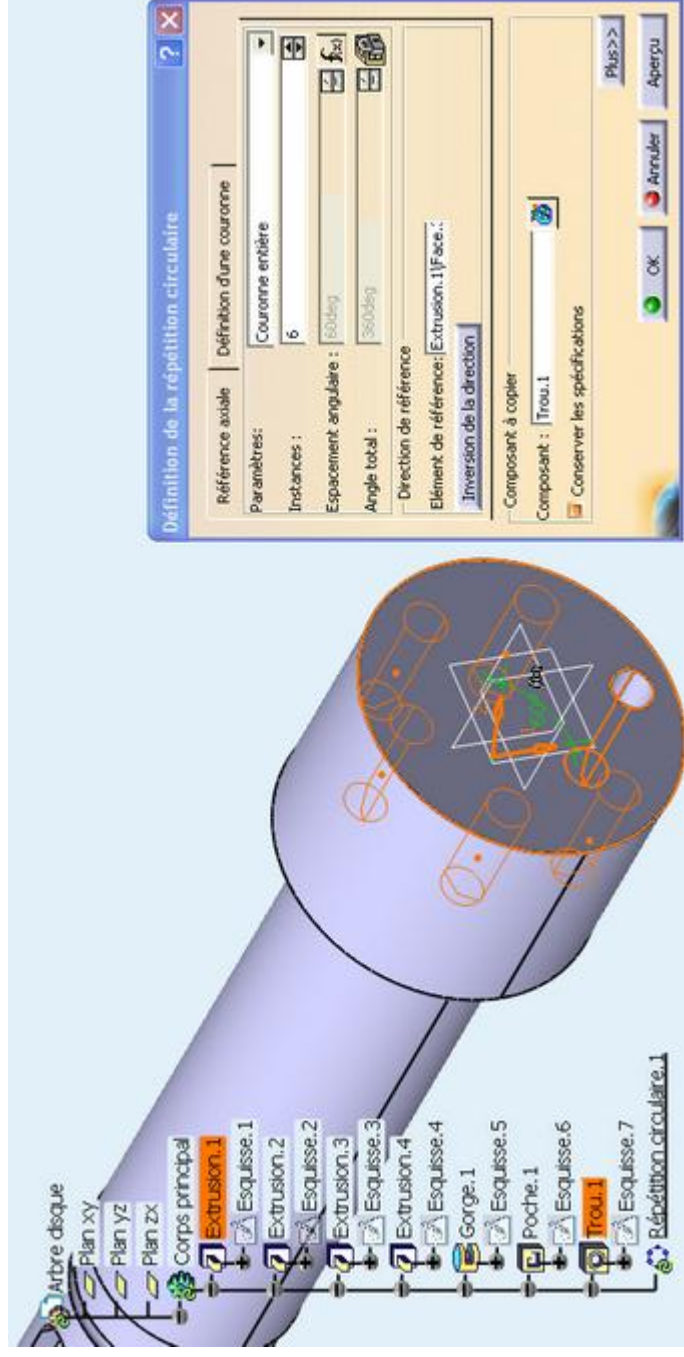 Arbre disque
Plan xy
Plan yz
Plan zx
Corps principal
Extrusion.1
Esquisse.1
Extrusion.2
Esquisse.2
Extrusion.3
Esquisse.3
Extrusion.4
Esquisse.4
Gorge.1
Esquisse.5
Poche.1
Esquisse.6
Trou.1
Esquisse.7
Répétition circulaire.1
Définition de la répétition circulaire
Référence axiale Définition d'une couronne
Paramètres: Couronne entière
Instances : 6
Espacement angulaire : 60deg f(x)
Angle total : 360deg
Direction de référence
Elément de référence: Extrusion.1\Face.
Inversion de la direction
Composant à copier
Composant : Trou.1
Conserver les spécifications
Plus>>
OK Annuler Aperçu